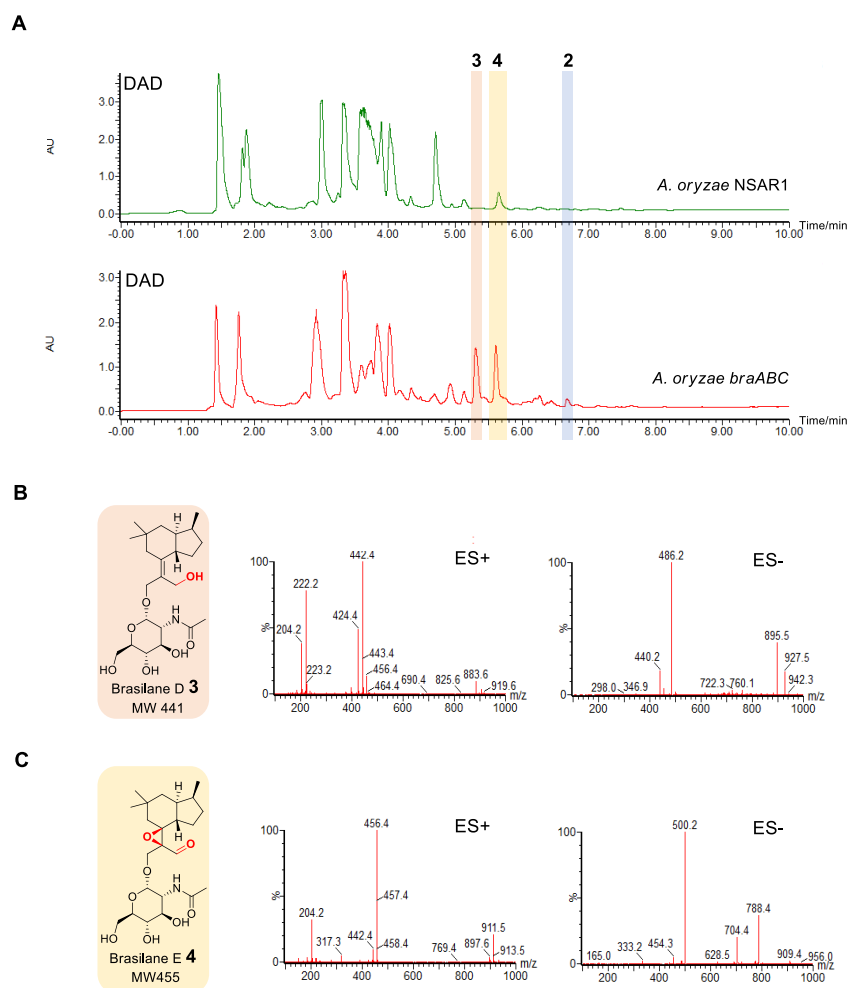 A
3 4 2
DAD
3.0
2.0
1.0
0.0
AU
A. oryzae NSAR1
-0.00 1.00 2.00 3.00 4.00 5.00 6.00 7.00 8.00 9.00 10.00
Time/min
DAD
3.0
2.0
1.0
0.0
AU
A. oryzae braABC
-0.00 1.00 2.00 3.00 4.00 5.00 6.00 7.00 8.00 9.00 10.00
Time/min
B
H
H
OH
O
O
H
N
HO
HO
OH
O
Brasilane D 3
MW 441
ES+
100
%
0
442.4
222.2
424.4
204.2
443.4
223.2
456.4
464.4
690.4
825.6
883.6
919.6
200 400 600 800 1000
m/z
ES-
100
%
0
486.2
895.5
440.2
927.5
298.0
346.9
722.3
760.1
942.3
200 400 600 800 1000
m/z
C
H
H
O
O
O
O
H
N
HO
HO
OH
O
Brasilane E 4
MW455
ES+
100
%
0
456.4
457.4
204.2
317.3
442.4
458.4
769.4
897.6
911.5
913.5
200 400 600 800 1000
m/z
ES-
100
%
0
500.2
788.4
704.4
165.0
333.2
454.3
628.5
909.4
956.0
200 400 600 800 1000
m/z